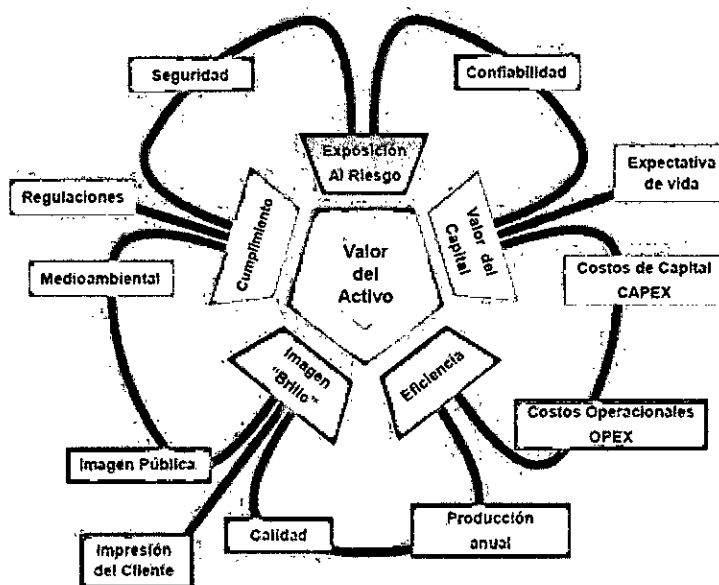 Seguridad
Confiabilidad
Exposición
Al Riesgo
Expectativa
de vida
Regulaciones
Cumplimiento
Valor del
Capital
Valor
del
Activo
Medioambiental
Costos de Capital
CAPEX
Imagen
"Brillo"
Eficiencia
Costos Operacionales
OPEX
Imagen Pública
Calidad
Producción
anual
Impresión
del Cliente